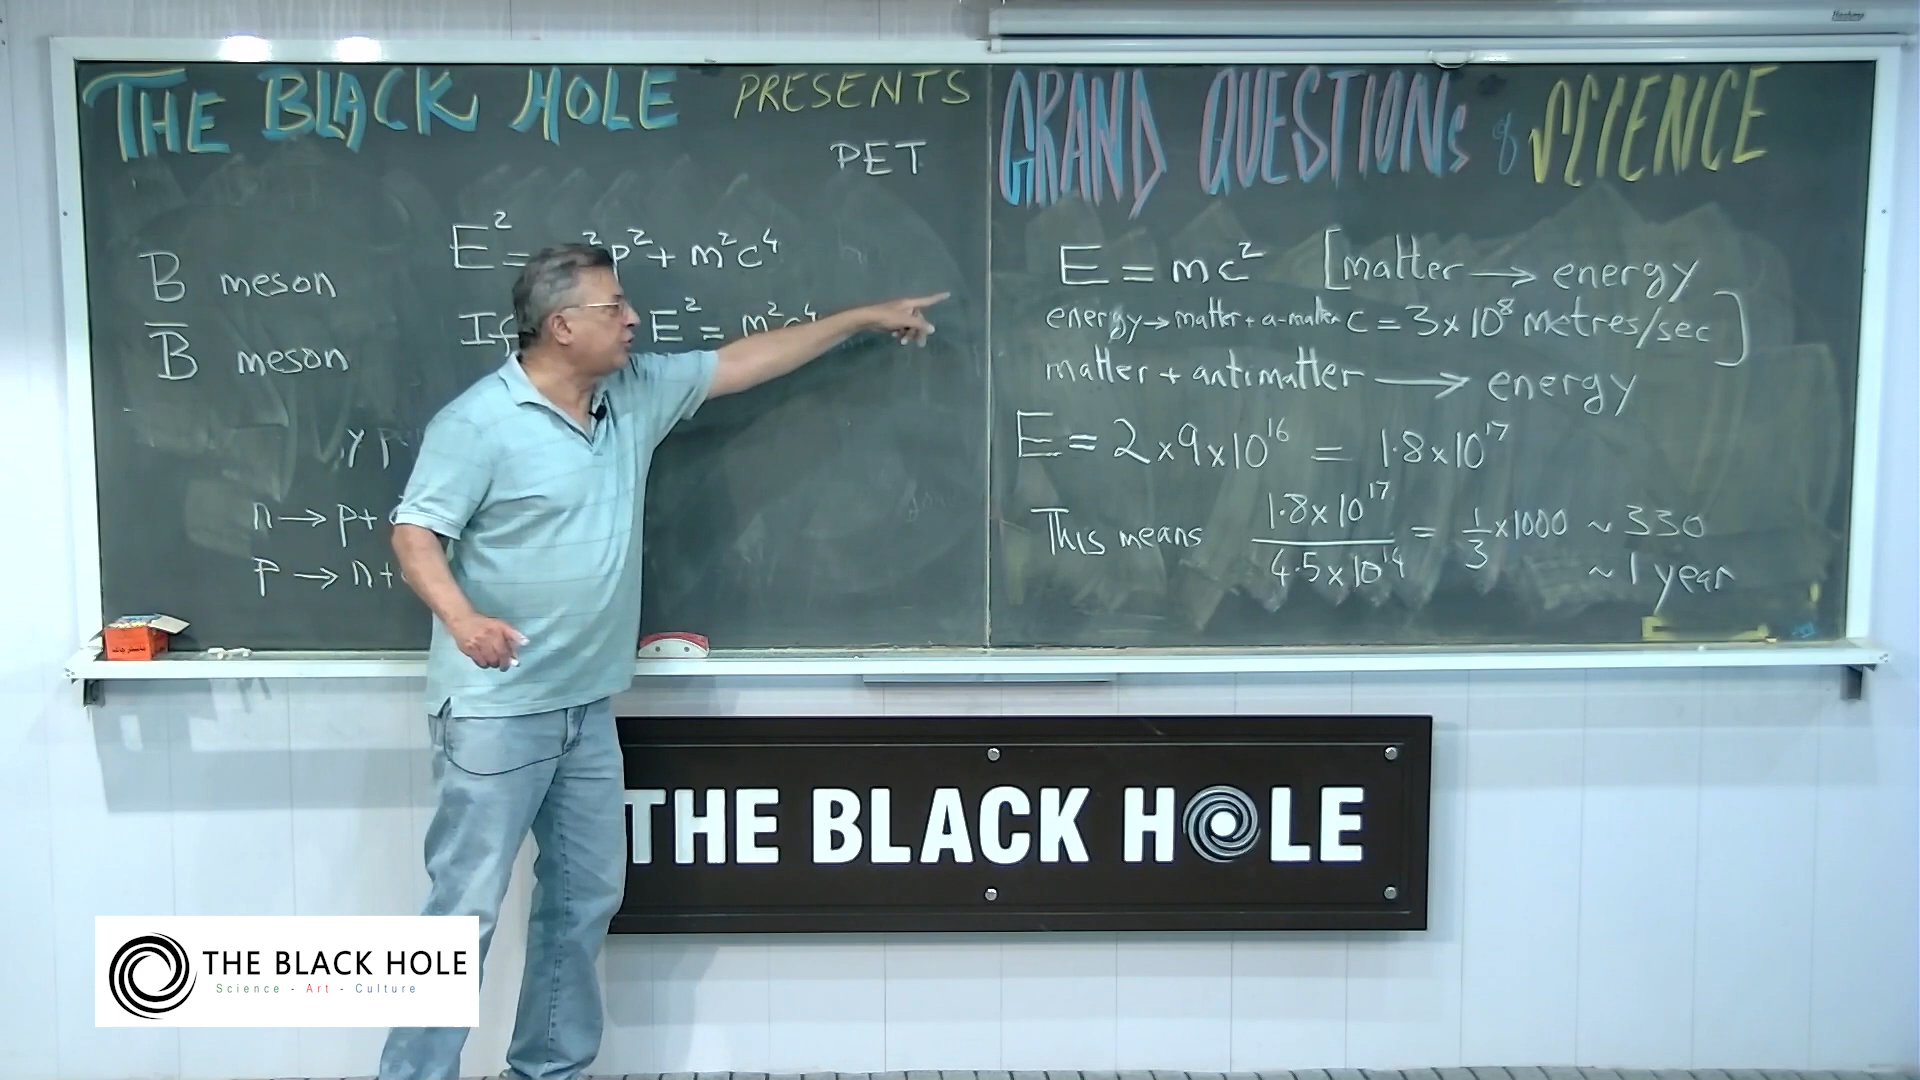 THE BLACK HOLE PRESENTS
PET
E² = ²p² + m²c⁴
B meson
If E² = m²c⁴
B̅ meson
n → p +
p → n +
GRAND QUESTIONs of SCIENCE
E = mc² [matter → energy
energy → matter + a-matter c = 3 x 10⁸ metres/sec]
matter + antimatter → energy
E = 2 x 9 x 10¹⁶ = 1.8 x 10¹⁷
This means 1.8 x 10¹⁷ / 4.5 x 10¹⁴ = 1/3 x 1000 ~ 330
~ 1 year
THE BLACK HOLE
THE BLACK HOLE
Science - Art - Culture